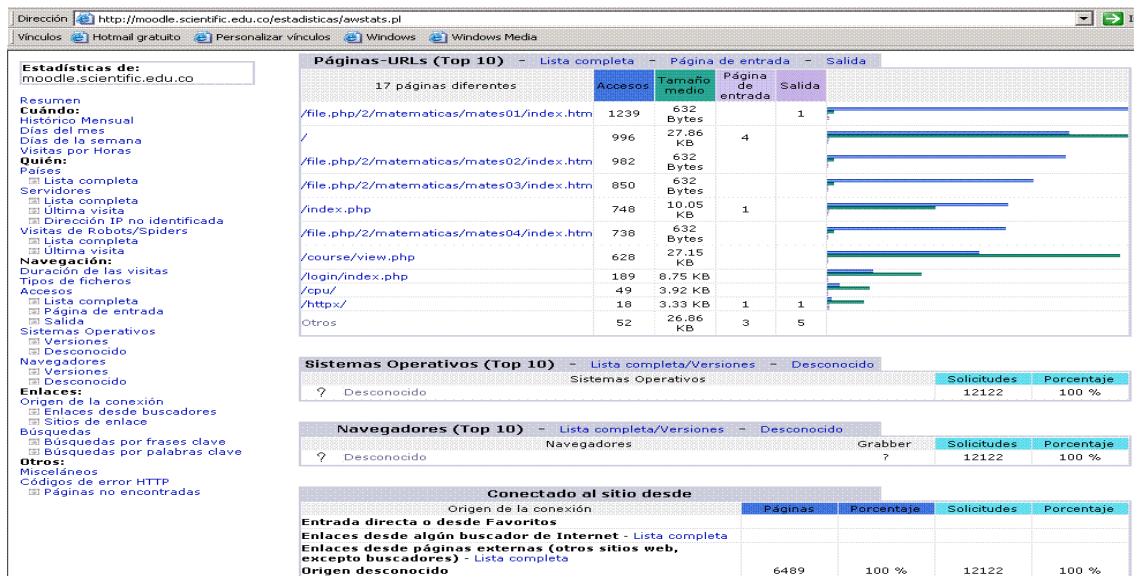 Dirección http://moodle.scientific.edu.co/estadisticas/awstats.pl
Vínculos Hotmail gratuito Personalizar vínculos Windows Windows Media
Estadísticas de:
moodle.scientific.edu.co
Resumen
Cuándo:
Histórico Mensual
Días del mes
Días de la semana
Visitas por Horas
Quién:
Países
Lista completa
Servidores
Lista completa
Última visita
Dirección IP no identificada
Visitas de Robots/Spiders
Lista completa
Última visita
Navegación:
Duración de las visitas
Tipos de ficheros
Accesos
Lista completa
Página de entrada
Salida
Sistemas Operativos
Versiones
Desconocido
Navegadores
Versiones
Desconocido
Enlaces:
Origen de la conexión
Enlaces desde buscadores
Sitios de enlace
Búsquedas
Búsquedas por frases clave
Búsquedas por palabras clave
Otros:
Misceláneos
Códigos de error HTTP
Páginas no encontradas
Páginas-URLs (Top 10) - Lista completa - Página de entrada - Salida
17 páginas diferentes Accesos Tamaño medio Página de entrada Salida
/file.php/2/matematicas/mates01/index.htm 1239 632 Bytes 1
/ 996 27.86 KB 4
/file.php/2/matematicas/mates02/index.htm 982 632 Bytes
/file.php/2/matematicas/mates03/index.htm 850 632 Bytes
/index.php 748 10.05 KB 1
/file.php/2/matematicas/mates04/index.htm 738 632 Bytes
/course/view.php 628 27.15 KB
/login/index.php 189 8.75 KB
/cpu/ 49 3.92 KB
/httpx/ 18 3.33 KB 1 1
Otros 52 26.86 KB 3 5
Sistemas Operativos (Top 10) - Lista completa/Versiones - Desconocido
Sistemas Operativos Solicitudes Porcentaje
? Desconocido 12122 100 %
Navegadores (Top 10) - Lista completa/Versiones - Desconocido
Navegadores Grabber Solicitudes Porcentaje
? Desconocido ? 12122 100 %
Conectado al sitio desde
Origen de la conexión Páginas Porcentaje Solicitudes Porcentaje
Entrada directa o desde Favoritos
Enlaces desde algún buscador de Internet - Lista completa
Enlaces desde páginas externas (otros sitios web,
excepto buscadores) - Lista completa
Origen desconocido 6489 100 % 12122 100 %